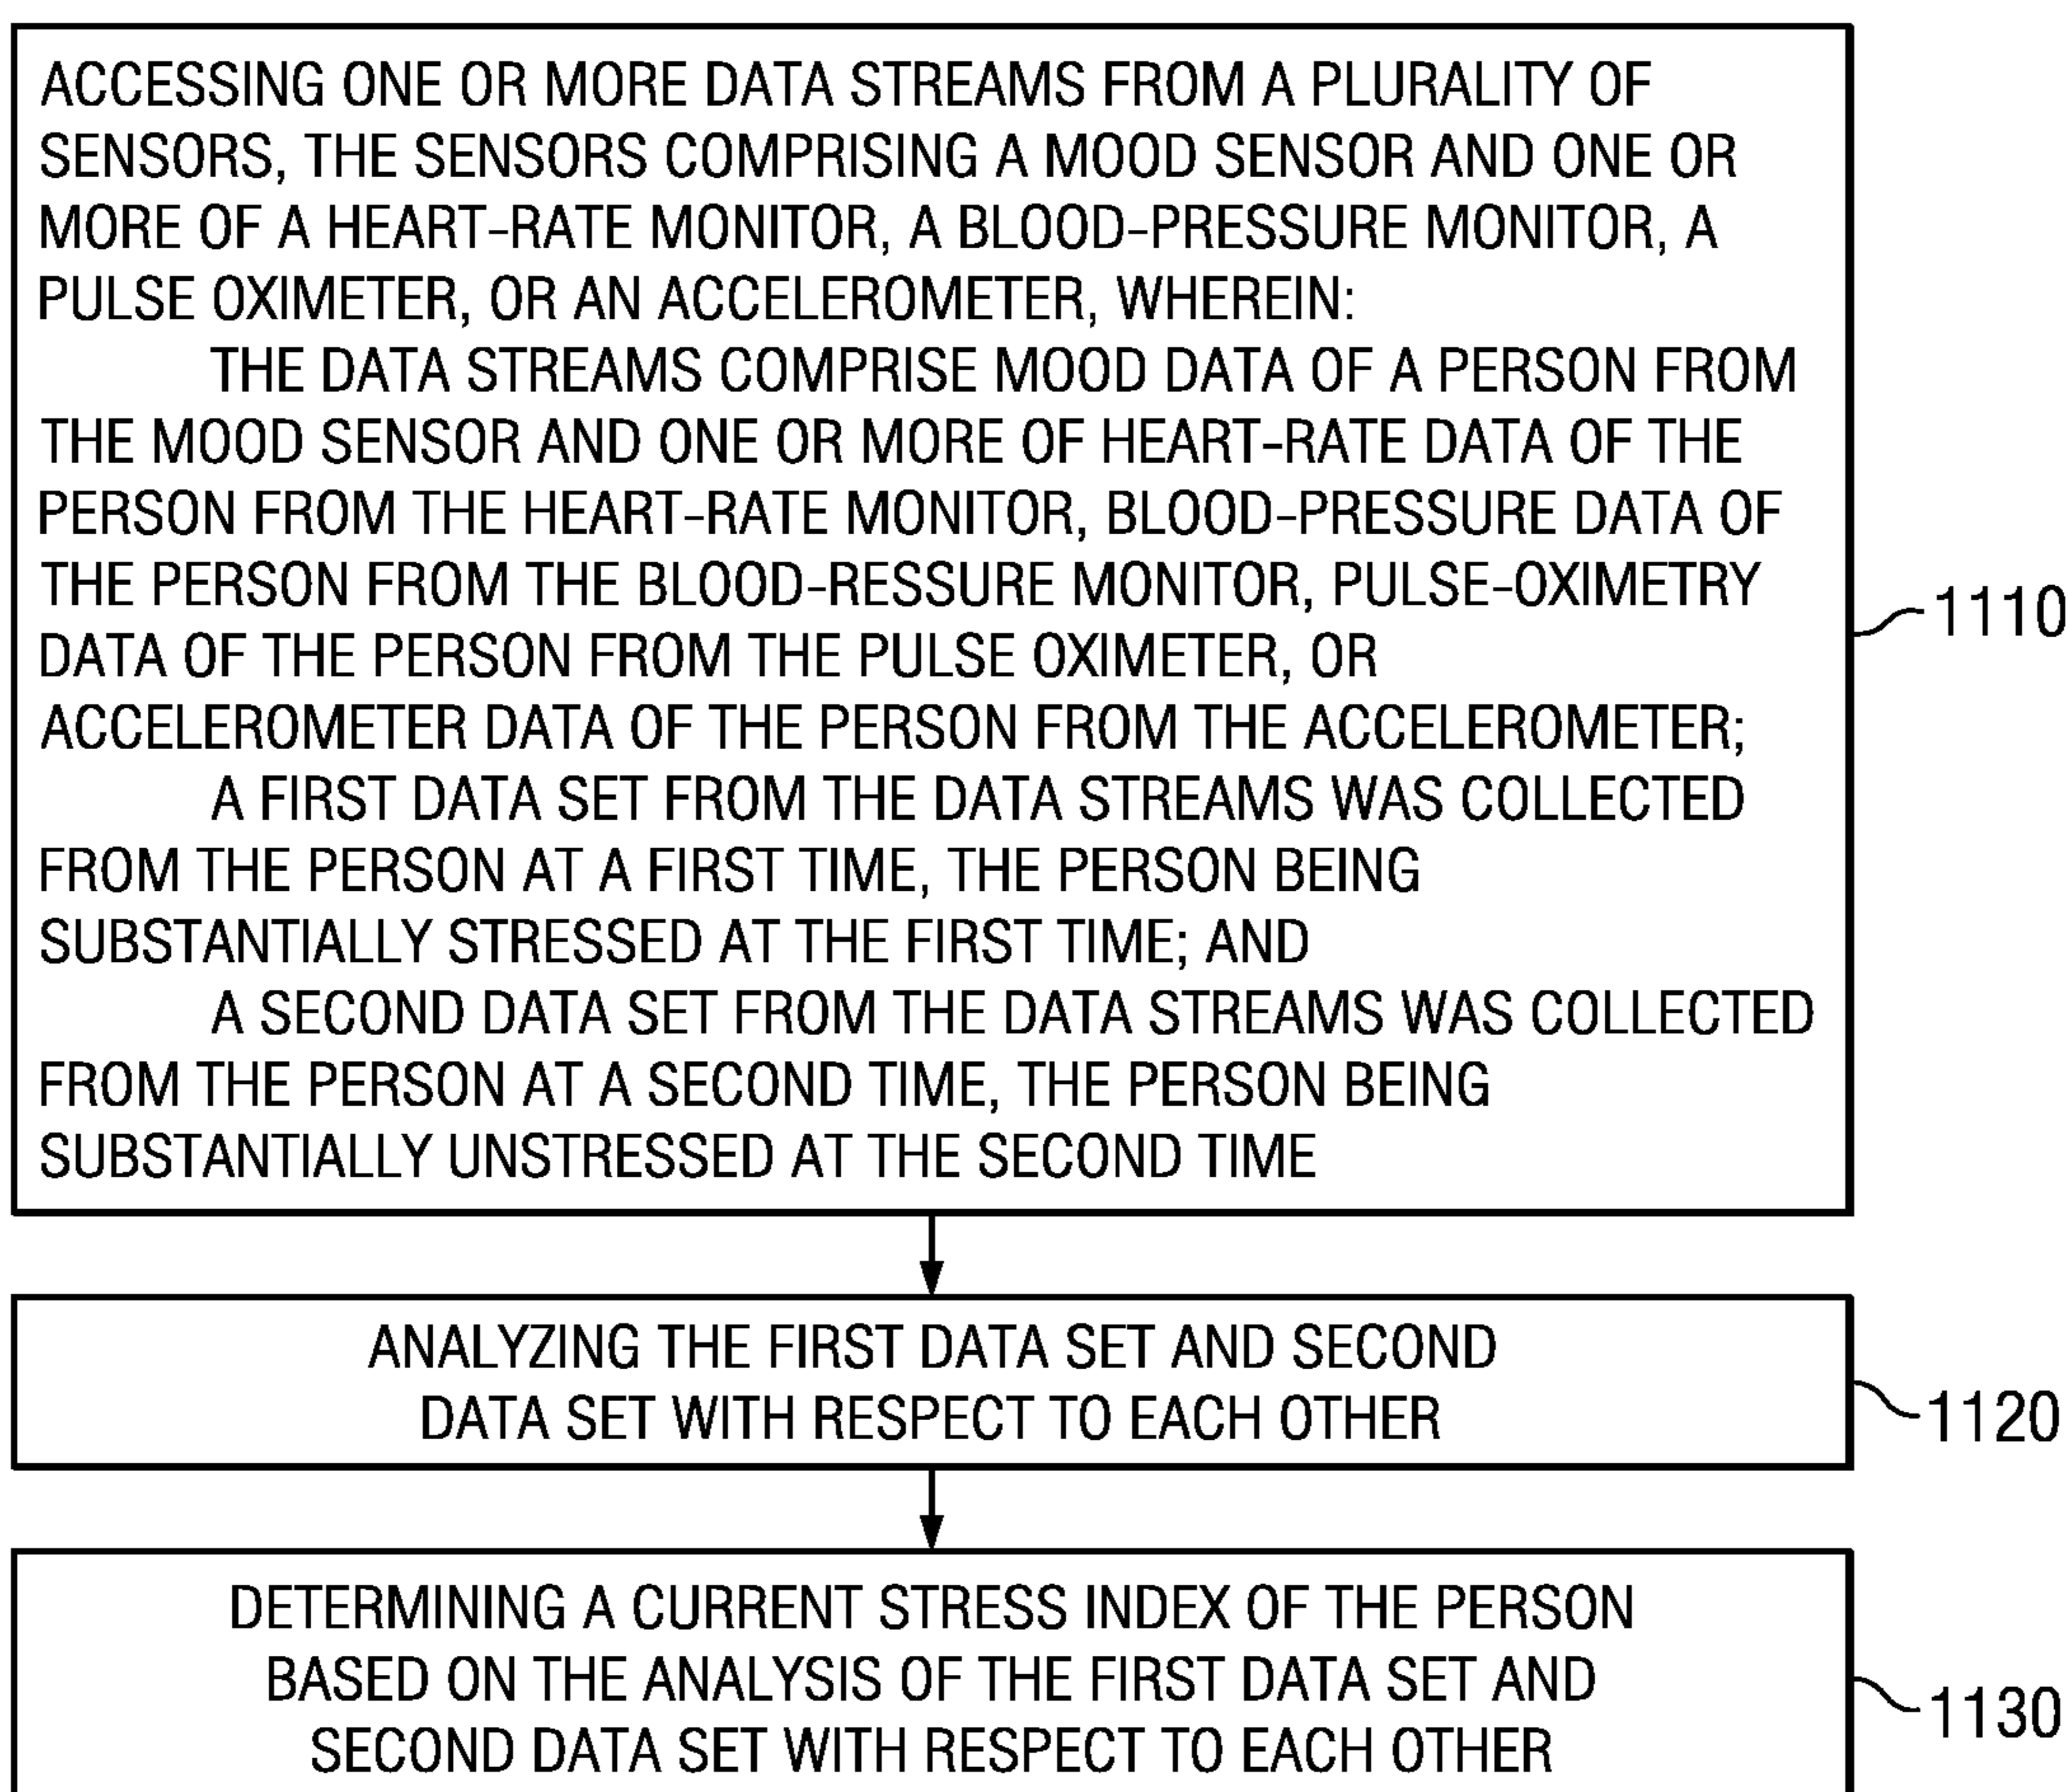 ACCESSING ONE OR MORE DATA STREAMS FROM A PLURALITY OF
SENSORS, THE SENSORS COMPRISING A MOOD SENSOR AND ONE OR
MORE OF A HEART-RATE MONITOR, A BLOOD-PRESSURE MONITOR, A
PULSE OXIMETER, OR AN ACCELEROMETER, WHEREIN:
THE DATA STREAMS COMPRISE MOOD DATA OF A PERSON FROM
THE MOOD SENSOR AND ONE OR MORE OF HEART-RATE DATA OF THE
PERSON FROM THE HEART-RATE MONITOR, BLOOD-PRESSURE DATA OF
THE PERSON FROM THE BLOOD-RESSURE MONITOR, PULSE-OXIMETRY
DATA OF THE PERSON FROM THE PULSE OXIMETER, OR
ACCELEROMETER DATA OF THE PERSON FROM THE ACCELEROMETER;
A FIRST DATA SET FROM THE DATA STREAMS WAS COLLECTED
FROM THE PERSON AT A FIRST TIME, THE PERSON BEING
SUBSTANTIALLY STRESSED AT THE FIRST TIME; AND
A SECOND DATA SET FROM THE DATA STREAMS WAS COLLECTED
FROM THE PERSON AT A SECOND TIME, THE PERSON BEING
SUBSTANTIALLY UNSTRESSED AT THE SECOND TIME
1110
ANALYZING THE FIRST DATA SET AND SECOND
DATA SET WITH RESPECT TO EACH OTHER
1120
DETERMINING A CURRENT STRESS INDEX OF THE PERSON
BASED ON THE ANALYSIS OF THE FIRST DATA SET AND
SECOND DATA SET WITH RESPECT TO EACH OTHER
1130